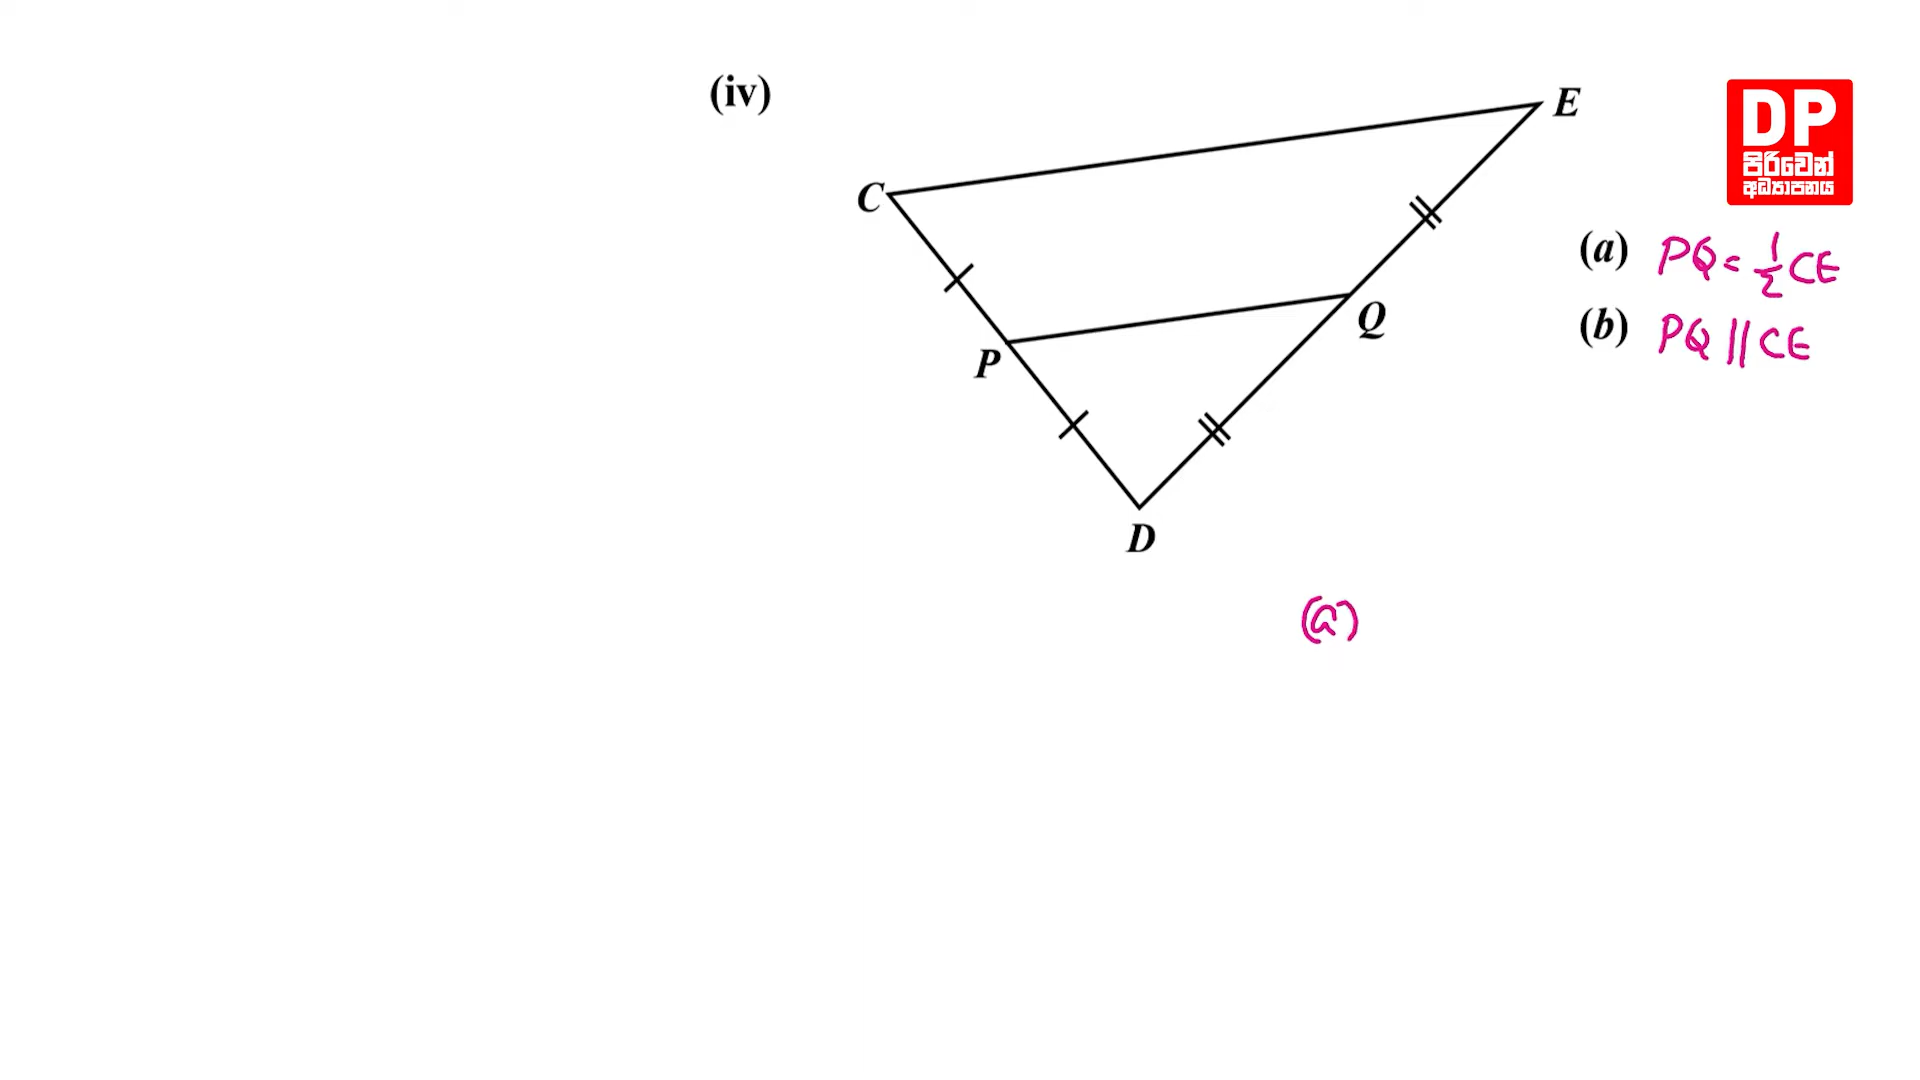 (iv)
E
DP
පිරිවෙන්
අධ්‍යාපනය
C
(a) PQ = 1/2 CE
Q
(b) PQ || CE
P
D
(a)